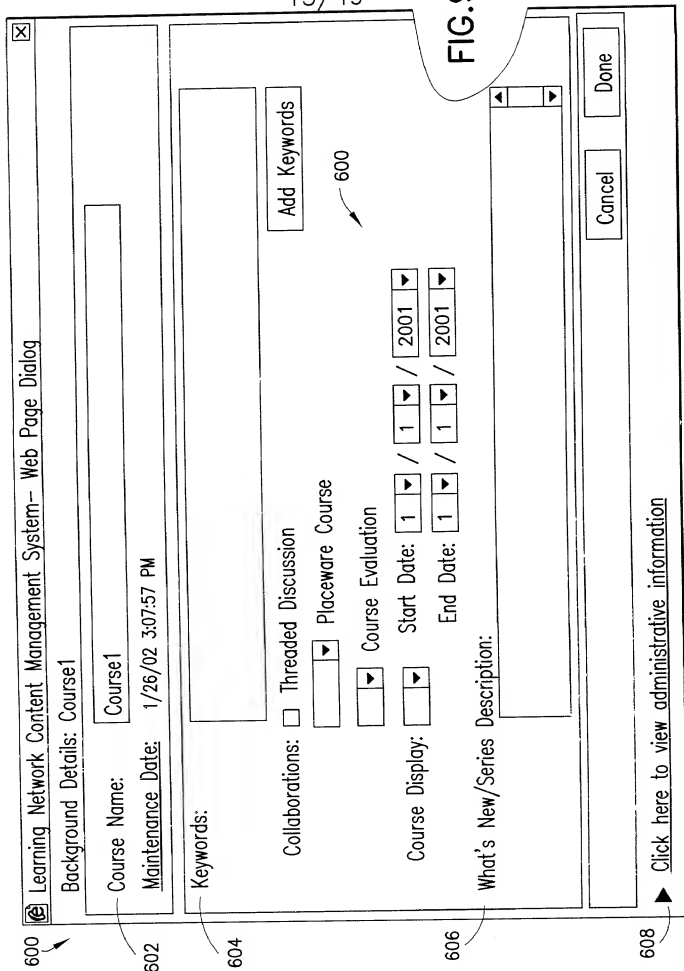 13/13
FIG.9
Learning Network Content Management System- Web Page Dialog
Background Details: Course1
Course Name: Course1
Maintenance Date: 1/26/02 3:07:57 PM
Keywords:
Add Keywords
Collaborations: Threaded Discussion
Placeware Course
Course Evaluation
Course Display: Start Date: 1 / 1 / 2001
End Date: 1 / 1 / 2001
What's New/Series Description:
Cancel Done
Click here to view administrative information
600
602
604
606
608
600